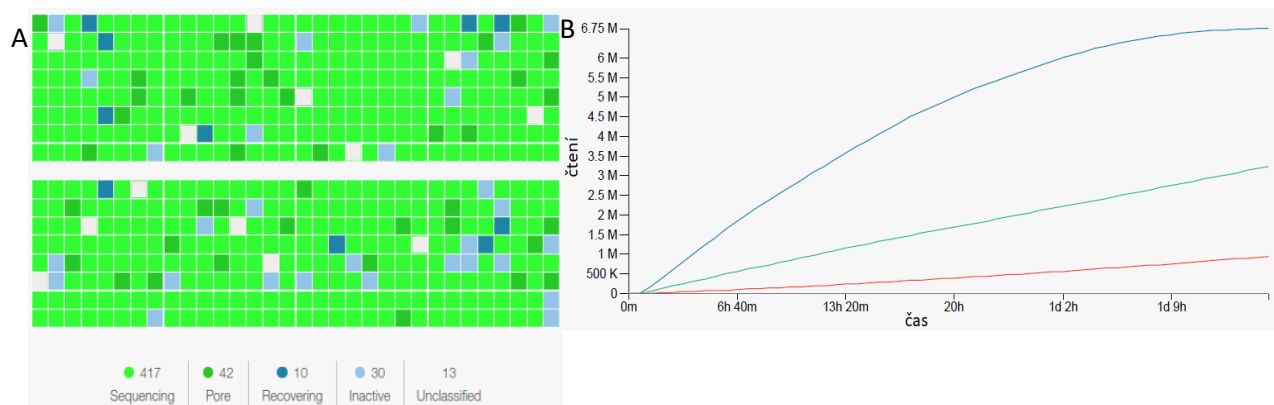 A
417 42 10 30 13
Sequencing Pore Recovering Inactive Unclassified
B
6.75 M
6 M
5.5 M
5 M
4.5 M
4 M
3.5 M
3 M
2.5 M
2 M
1.5 M
1 M
500 K
0
čtení
0m 6h 40m 13h 20m 20h 1d 2h 1d 9h
čas